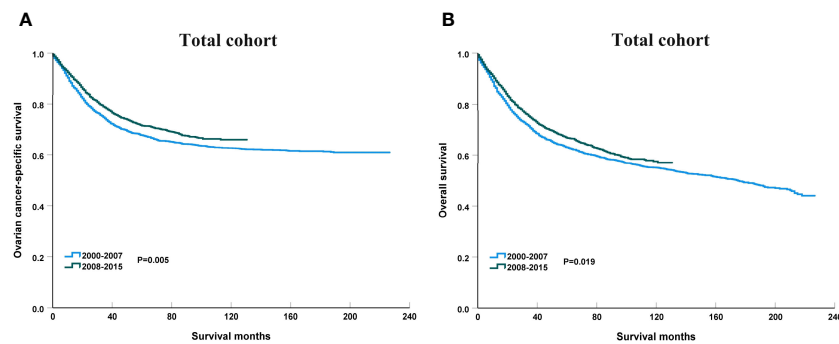 A
Total cohort
1.0
0.8
0.6
0.4
0.2
0.0
Ovarian cancer-specific survival
2000-2007
2008-2015
P=0.005
0 40 80 120 160 200 240
Survival months
B
Total cohort
1.0
0.8
0.6
0.4
0.2
0.0
Overall survival
2000-2007
2008-2015
P=0.019
0 40 80 120 160 200 240
Survival months